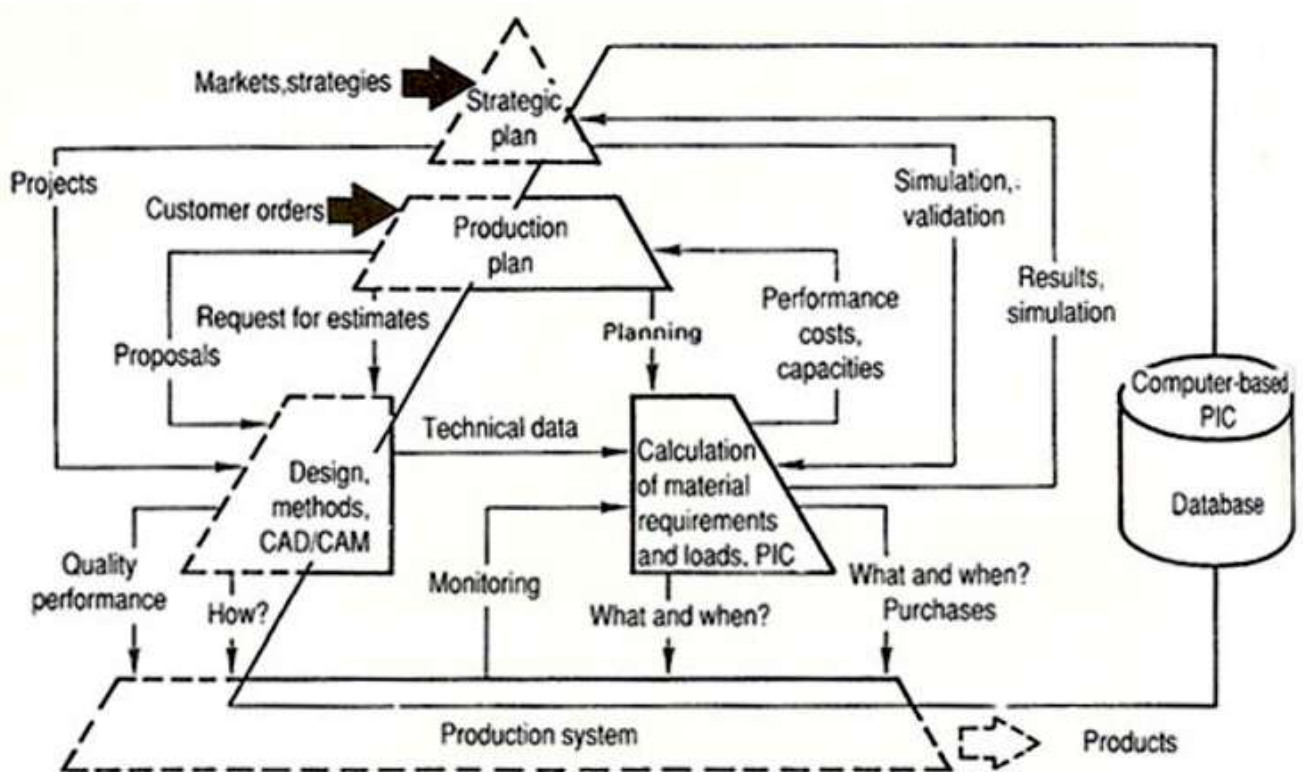 Markets,strategies
Strategic
plan
Projects
Customer orders
Production
plan
Simulation,
validation
Results,
simulation
Request for estimates
Planning
Performance
costs,
capacities
Proposals
Computer-based
PIC
Database
Technical data
Design,
methods,
CAD/CAM
Calculation
of material
requirements
and loads, PIC
Quality
performance
How?
Monitoring
What and when?
What and when?
Purchases
Production system
Products